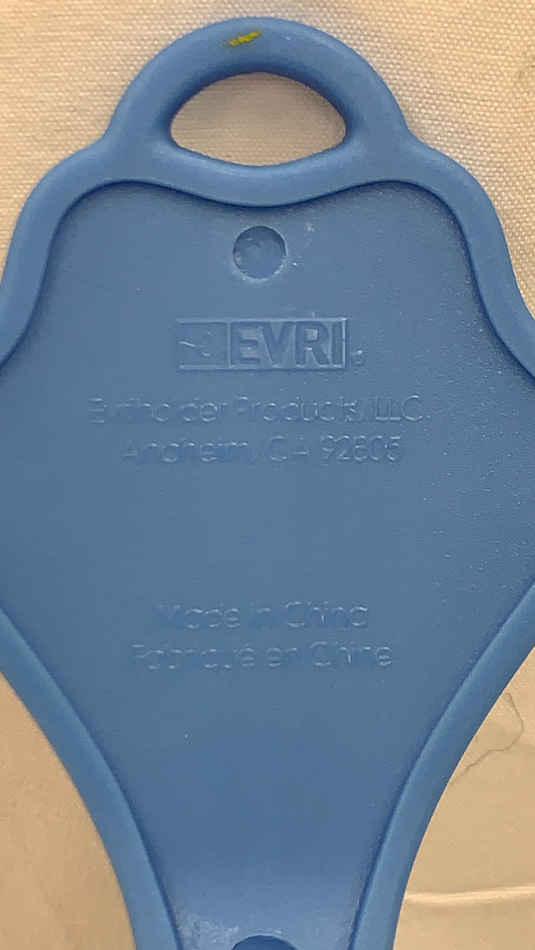 EVRI
Evriholder Products, LLC
Anaheim, CA 92805
Made in China
Fabriqué en Chine